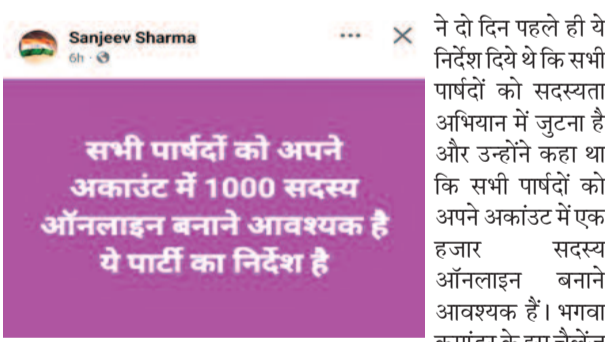 Sanjeev Sharma
6h
सभी पार्षदों को अपने
अकाउंट में 1000 सदस्य
ऑनलाइन बनाने आवश्यक है
ये पार्टी का निर्देश है
ने दो दिन पहले ही ये
निर्देश दिये थे कि सभी
पार्षदों को सदस्यता
अभियान में जुटना है
और उन्होंने कहा था
कि सभी पार्षदों को
अपने अकांउट में एक
हजार सदस्य
ऑनलाइन बनाने
आवश्यक हैं। भगवा